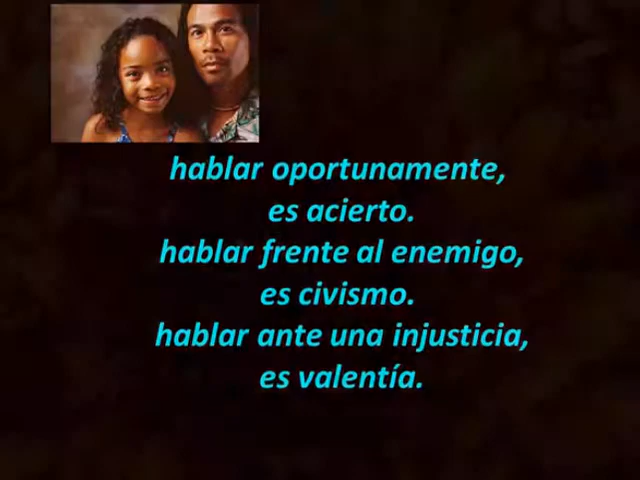 hablar oportunamente,
es acierto.
hablar frente al enemigo,
es civismo.
hablar ante una injusticia,
es valentía.